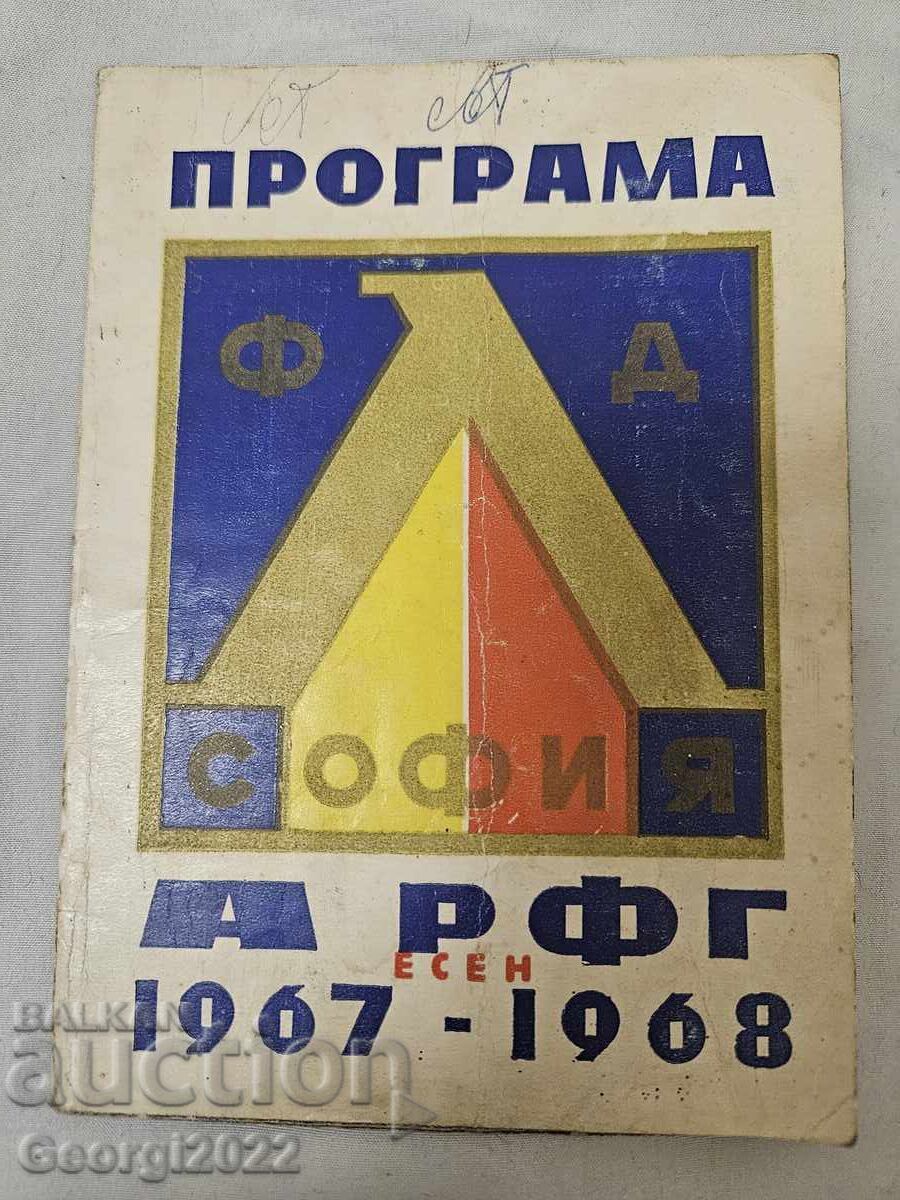 ПРОГРАМА
Ф Д
СОФИЯ
А РФГ
ЕСЕН
1967 - 1968
BALKAN
auction
Georgi2022